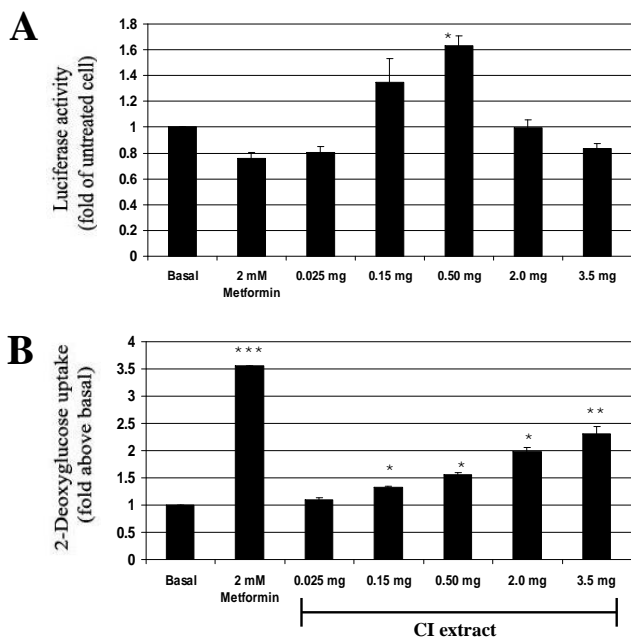 A
Luciferase activity
(fold of untreated cell)
1.8
1.6
1.4
1.2
1
0.8
0.6
0.4
0.2
0
*
Basal
2 mM
Metformin
0.025 mg
0.15 mg
0.50 mg
2.0 mg
3.5 mg
B
2-Deoxyglucose uptake
(fold above basal)
4
3.5
3
2.5
2
1.5
1
0.5
0
***
*
*
*
**
Basal
2 mM
Metformin
0.025 mg
0.15 mg
0.50 mg
2.0 mg
3.5 mg
CI extract